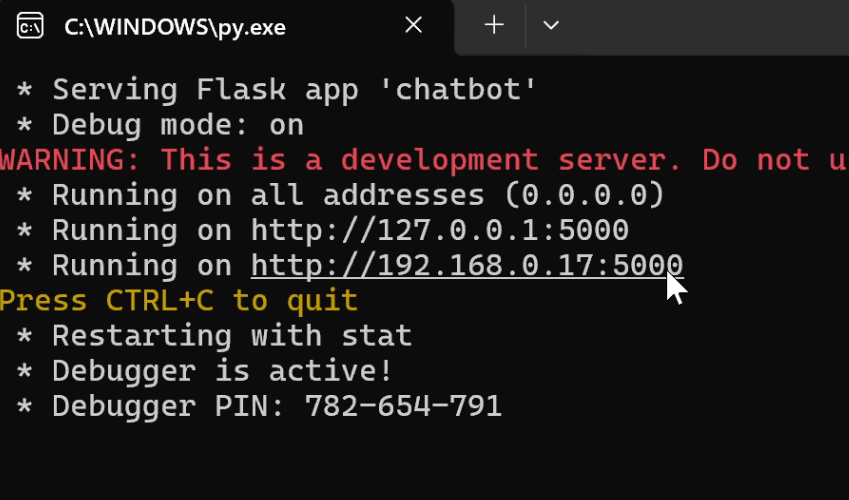 C:\WINDOWS\py.exe
* Serving Flask app 'chatbot'
* Debug mode: on
WARNING: This is a development server. Do not
* Running on all addresses (0.0.0.0)
* Running on http://127.0.0.1:5000
* Running on http://192.168.0.17:5000
Press CTRL+C to quit
* Restarting with stat
* Debugger is active!
* Debugger PIN: 782-654-791